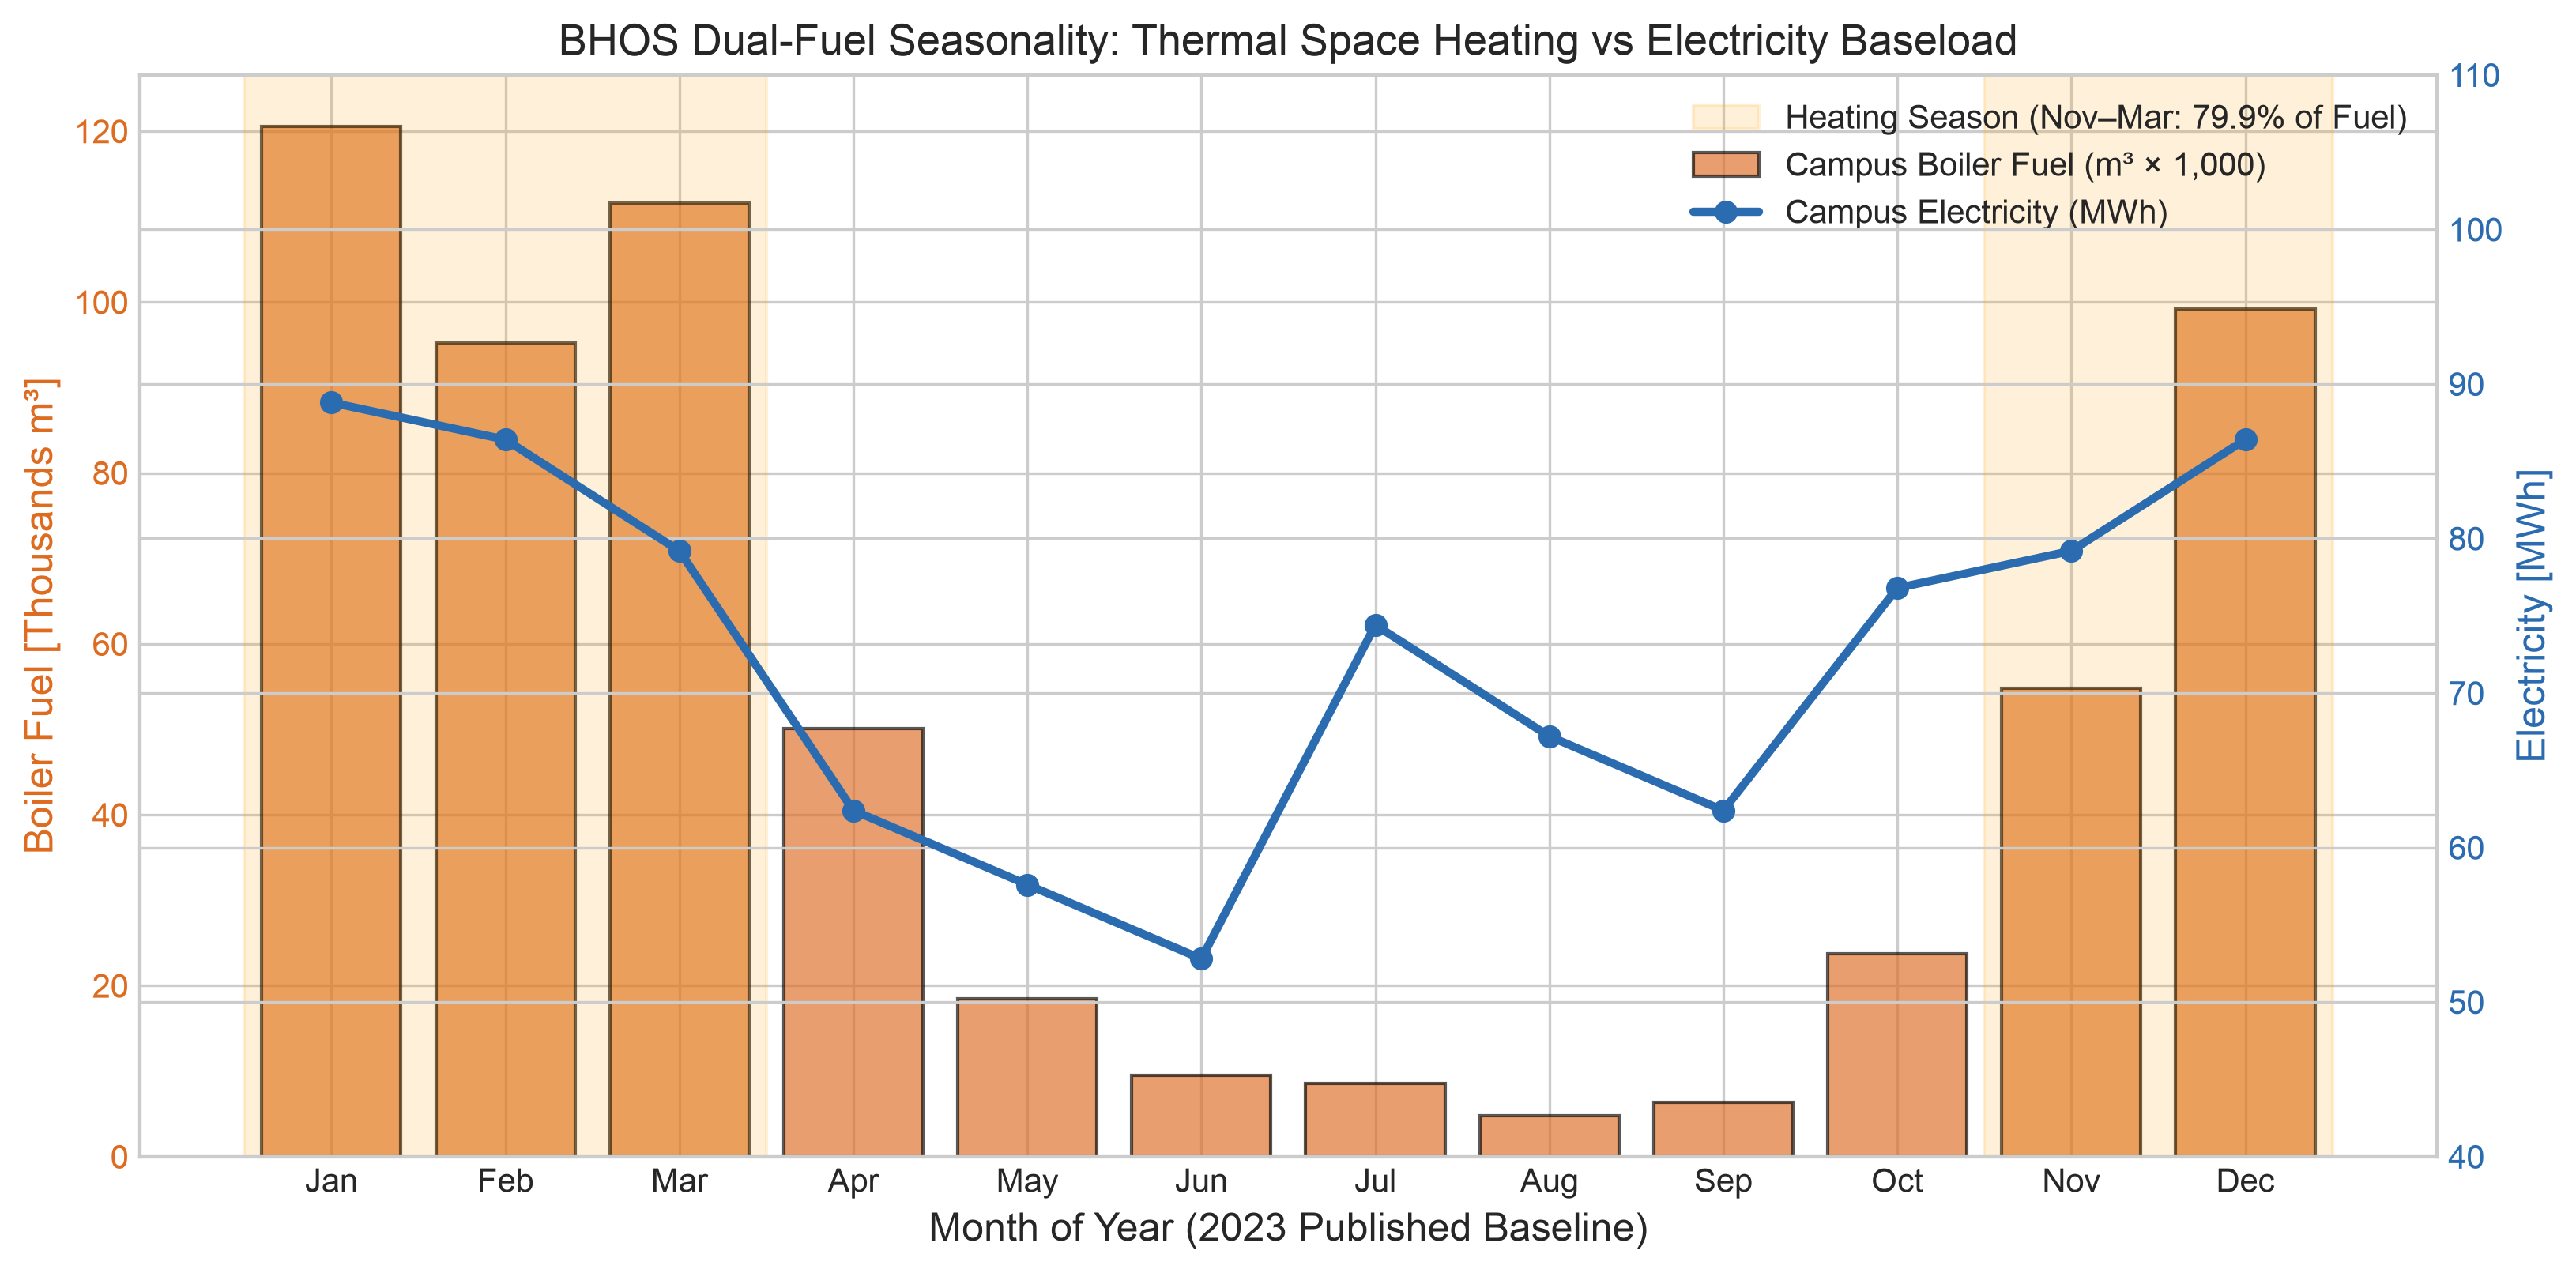 BHOS Dual-Fuel Seasonality: Thermal Space Heating vs Electricity Baseload
Heating Season (Nov–Mar: 79.9% of Fuel)
Campus Boiler Fuel (m³ × 1,000)
Campus Electricity (MWh)
Boiler Fuel [Thousands m³]
120
100
80
60
40
20
0
110
100
90
80
70
60
50
40
Electricity [MWh]
Jan Feb Mar Apr May Jun Jul Aug Sep Oct Nov Dec
Month of Year (2023 Published Baseline)